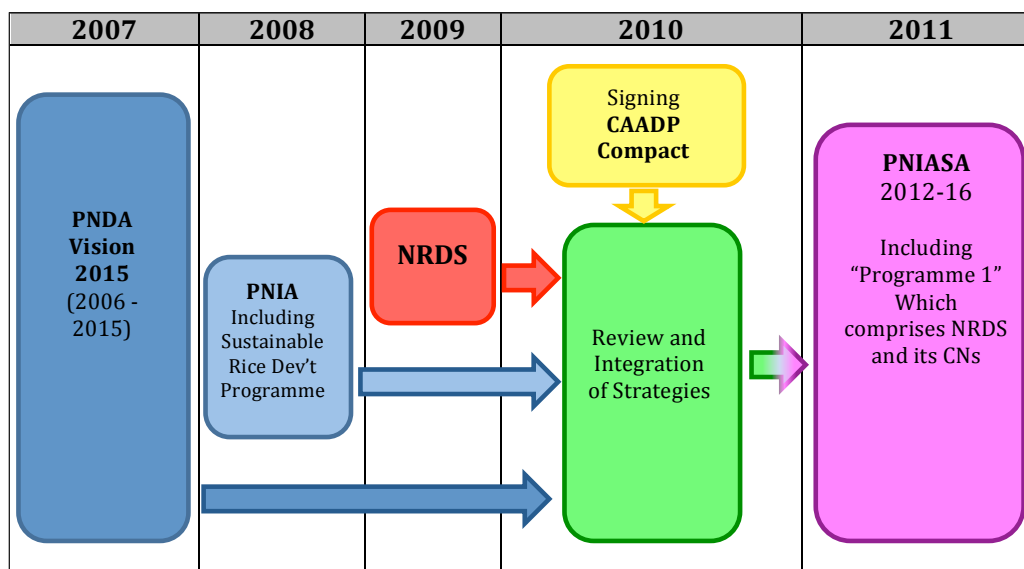 2007
2008
2009
2010
2011
PNDA
Vision
2015
(2006 -
2015)
PNIA
Including
Sustainable
Rice Dev’t
Programme
NRDS
Signing
CAADP
Compact
Review and
Integration
of Strategies
PNIASA
2012-16
Including
“Programme 1”
Which
comprises NRDS
and its CNs